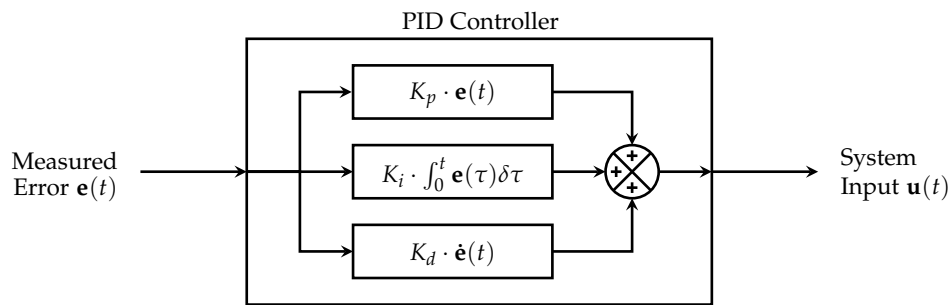 PID Controller
K_p · e(t)
Measured
Error e(t)
K_i · ∫_0^t e(τ)δτ
+
+
+
System
Input u(t)
K_d · ė(t)